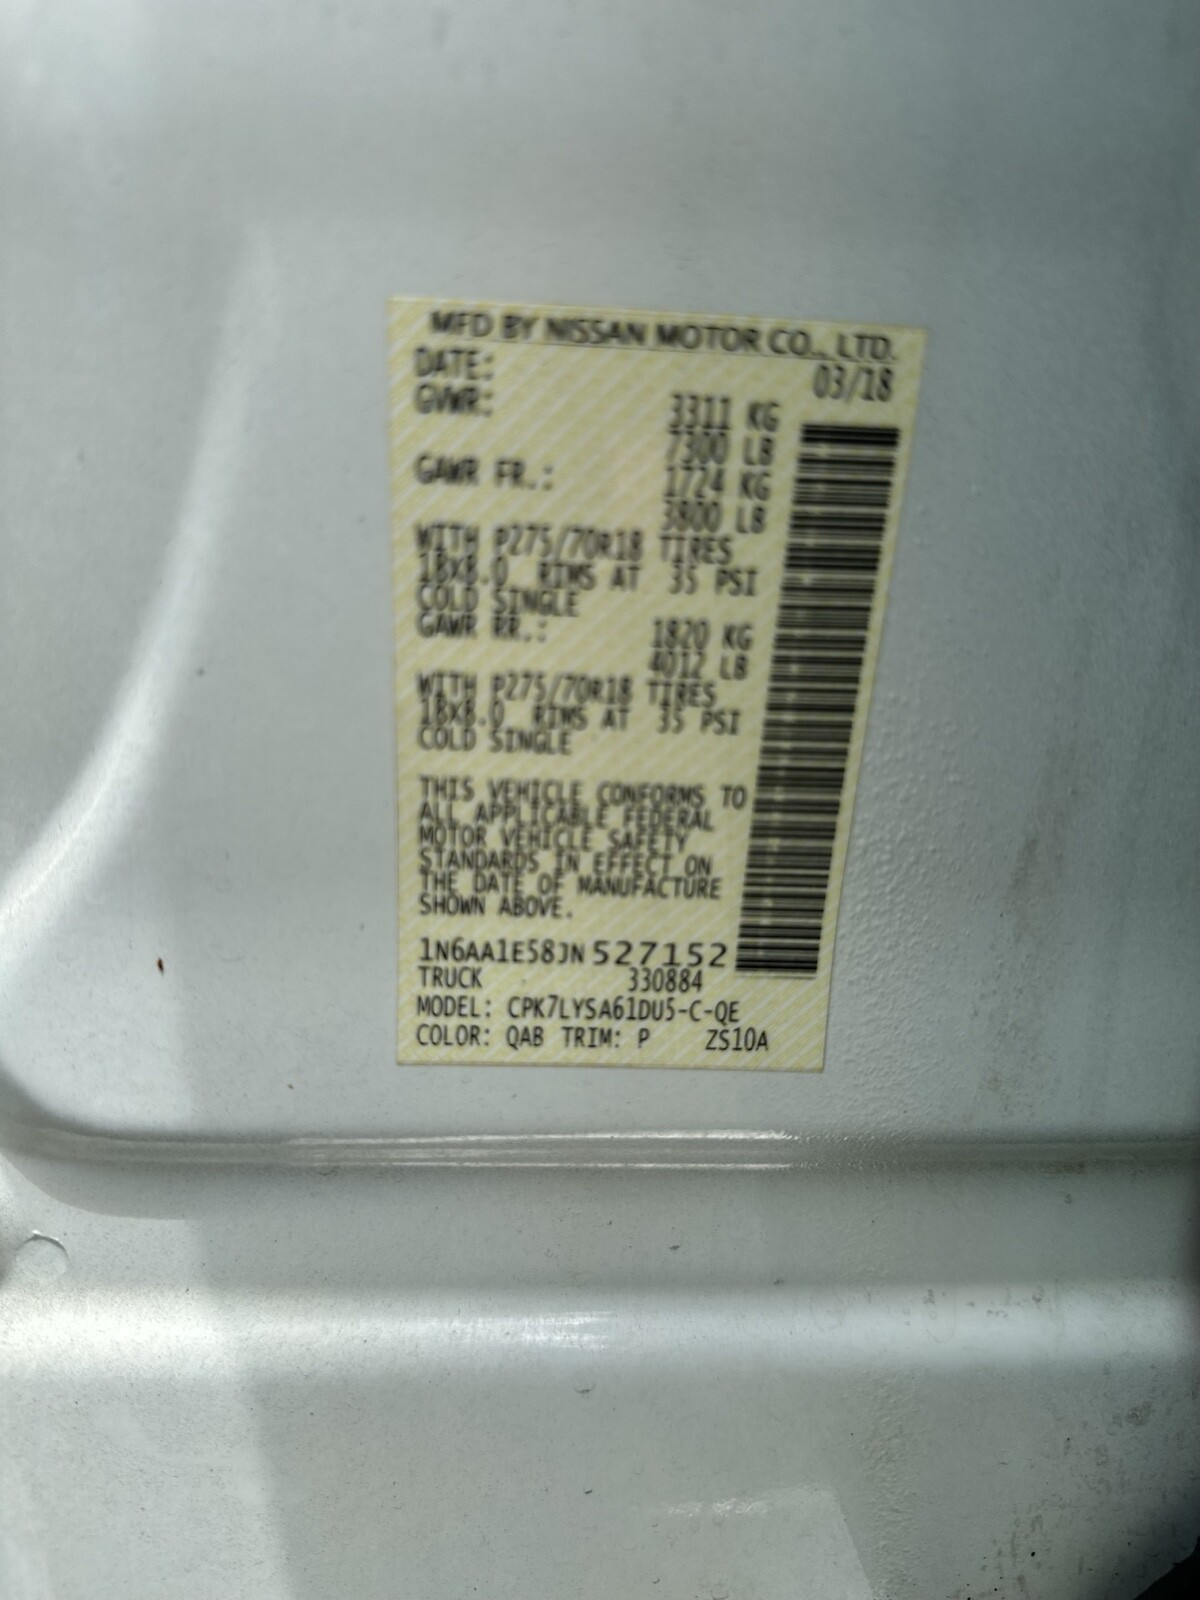 MFD BY NISSAN MOTOR CO., LTD.
DATE: 03/18
GVWR: 3311 KG
7300 LB
GAWR FR.: 1724 KG
3800 LB
WITH P275/70R18 TIRES
18X8.0 RIMS AT 35 PSI
COLD SINGLE
GAWR RR.: 1820 KG
4012 LB
WITH P275/70R18 TIRES
18X8.0 RIMS AT 35 PSI
COLD SINGLE
THIS VEHICLE CONFORMS TO
ALL APPLICABLE FEDERAL
MOTOR VEHICLE SAFETY
STANDARDS IN EFFECT ON
THE DATE OF MANUFACTURE
SHOWN ABOVE.
1N6AA1E58JN527152
TRUCK 330884
MODEL: CPK7LYSA61DU5-C-QE
COLOR: QAB TRIM: P ZS10A